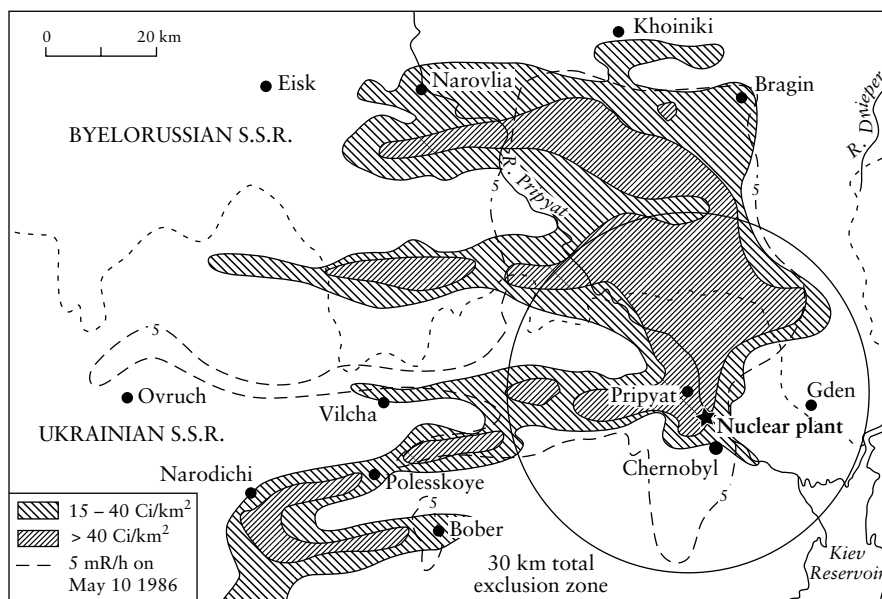 0 20 km
Khoiniki
Eisk
Narovlia
Bragin
R. Dnieper
BYELORUSSIAN S.S.R.
R. Pripyat
5
5
5
Ovruch
Vilcha
Pripyat
Gden
Nuclear plant
UKRAINIAN S.S.R.
Chernobyl
Narodichi
Polesskoye
5
5
Bober
15 – 40 Ci/km²
> 40 Ci/km²
5 mR/h on
May 10 1986
30 km total
exclusion zone
Kiev
Reservoir